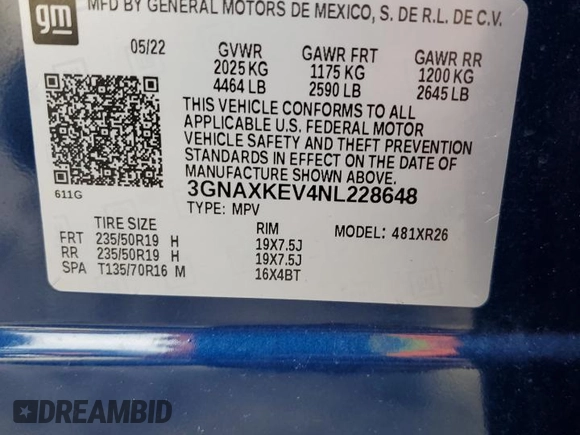 gm
MFD BY GENERAL MOTORS DE MEXICO, S. DE R.L. DE C.V.
05/22 GVWR GAWR FRT GAWR RR
2025 KG 1175 KG 1200 KG
4464 LB 2590 LB 2645 LB
THIS VEHICLE CONFORMS TO ALL
APPLICABLE U.S. FEDERAL MOTOR
VEHICLE SAFETY AND THEFT PREVENTION
STANDARDS IN EFFECT ON THE DATE OF
MANUFACTURE SHOWN ABOVE.
611G 3GNAXKEV4NL228648
TYPE: MPV
TIRE SIZE RIM MODEL: 481XR26
FRT 235/50R19 H 19X7.5J
RR 235/50R19 H 19X7.5J
SPA T135/70R16 M 16X4BT
DREAMBID